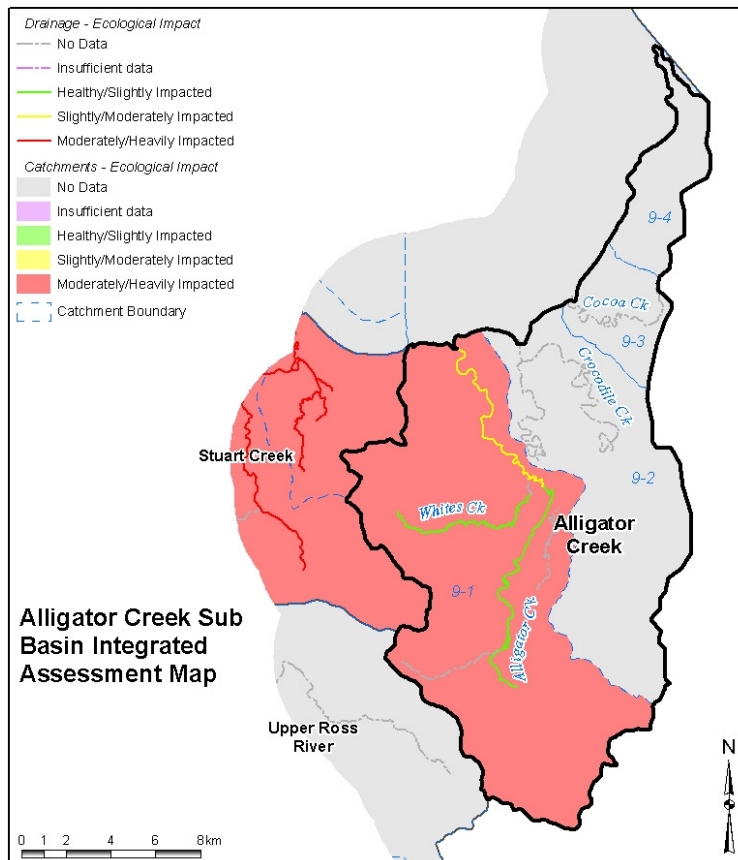 Drainage - Ecological Impact
No Data
Insufficient data
Healthy/Slightly Impacted
Slightly/Moderately Impacted
Moderately/Heavily Impacted
Catchments - Ecological Impact
No Data
Insufficient data
Healthy/Slightly Impacted
Slightly/Moderately Impacted
Moderately/Heavily Impacted
Catchment Boundary
9-4
Cocoa Ck
9-3
Crocodile Ck
Stuart Creek
9-2
Whites Ck
Alligator
Creek
9-1
Alligator Ck
Alligator Creek Sub
Basin Integrated
Assessment Map
Upper Ross
River
N
0 1 2 4 6 8km